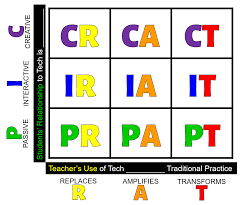 C CREATIVE
I INTERACTIVE
P PASSIVE
Students' Relationship to Tech is
CR CA CT
IR IA IT
PR PA PT
Teacher's Use of Tech ________ Traditional Practice
REPLACES AMPLIFIES TRANSFORMS
R A T